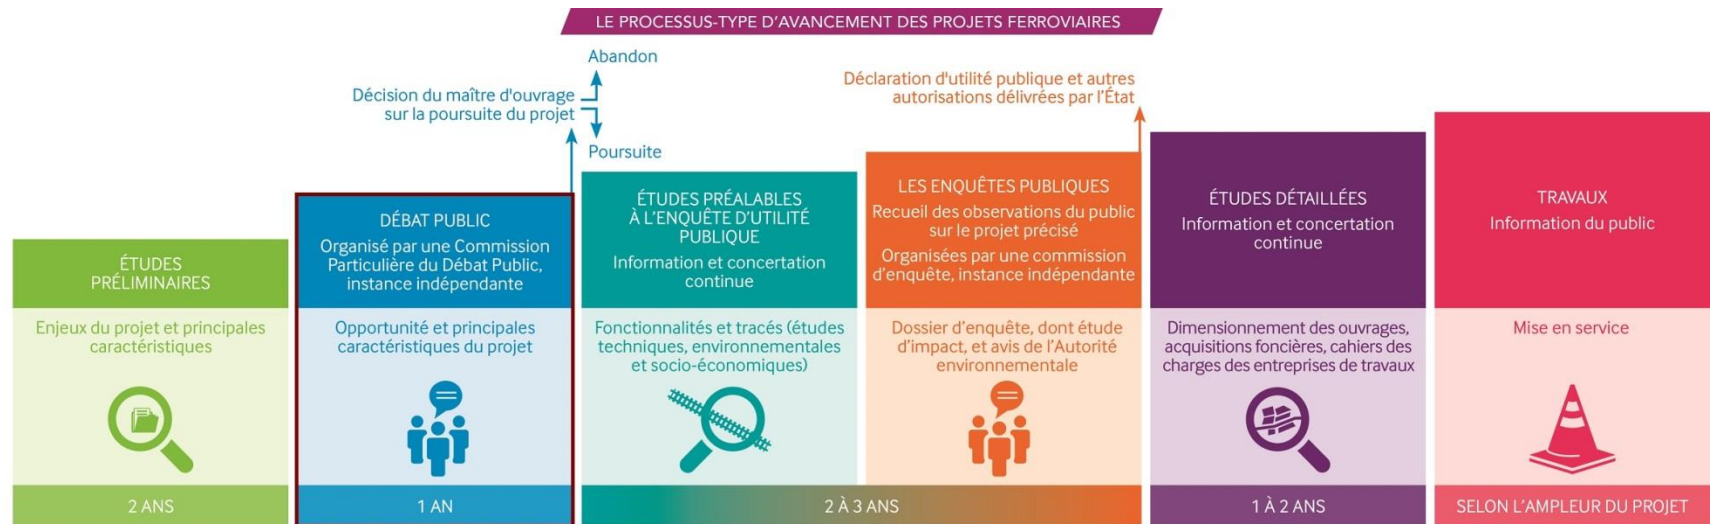 LE PROCESSUS-TYPE D'AVANCEMENT DES PROJETS FERROVIAIRES
Abandon
Décision du maître d'ouvrage
sur la poursuite du projet
Poursuite
Déclaration d'utilité publique et autres
autorisations délivrées par l'État
ÉTUDES
PRÉLIMINAIRES
Enjeux du projet et principales
caractéristiques
2 ANS
DÉBAT PUBLIC
Organisé par une Commission
Particulière du Débat Public,
instance indépendante
Opportunité et principales
caractéristiques du projet
1 AN
ÉTUDES PRÉALABLES
À L'ENQUÊTE D'UTILITÉ
PUBLIQUE
Information et concertation
continue
Fonctionnalités et tracés (études
techniques, environnementales
et socio-économiques)
LES ENQUÊTES PUBLIQUES
Recueil des observations du public
sur le projet précisé
Organisées par une commission
d'enquête, instance indépendante
Dossier d'enquête, dont étude
d'impact, et avis de l'Autorité
environnementale
2 À 3 ANS
ÉTUDES DÉTAILLÉES
Information et concertation
continue
Dimensionnement des ouvrages,
acquisitions foncières, cahiers des
charges des entreprises de travaux
1 À 2 ANS
TRAVAUX
Information du public
Mise en service
SELON L'AMPLEUR DU PROJET